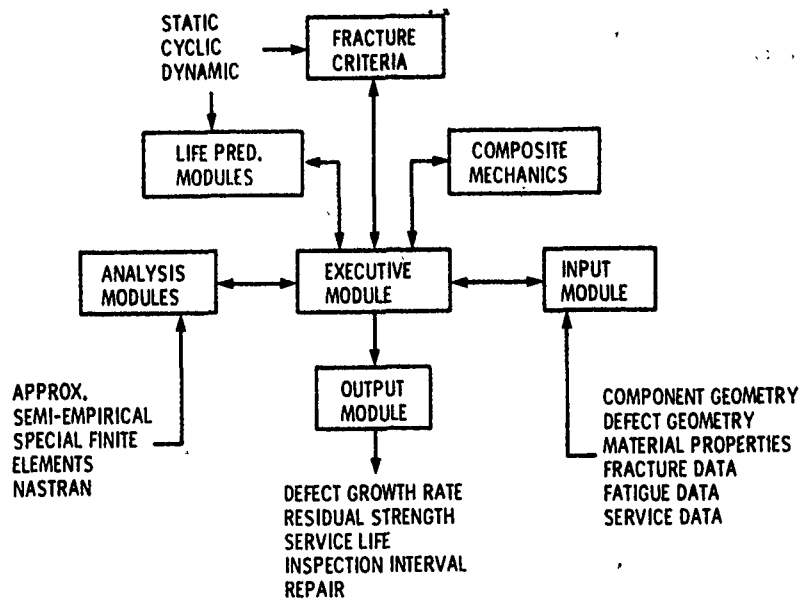 STATIC
CYCLIC
DYNAMIC
FRACTURE
CRITERIA
LIFE PRED.
MODULES
COMPOSITE
MECHANICS
ANALYSIS
MODULES
EXECUTIVE
MODULE
INPUT
MODULE
OUTPUT
MODULE
APPROX.
SEMI-EMPIRICAL
SPECIAL FINITE
ELEMENTS
NASTRAN
COMPONENT GEOMETRY
DEFECT GEOMETRY
MATERIAL PROPERTIES
FRACTURE DATA
FATIGUE DATA
SERVICE DATA
DEFECT GROWTH RATE
RESIDUAL STRENGTH
SERVICE LIFE
INSPECTION INTERVAL
REPAIR